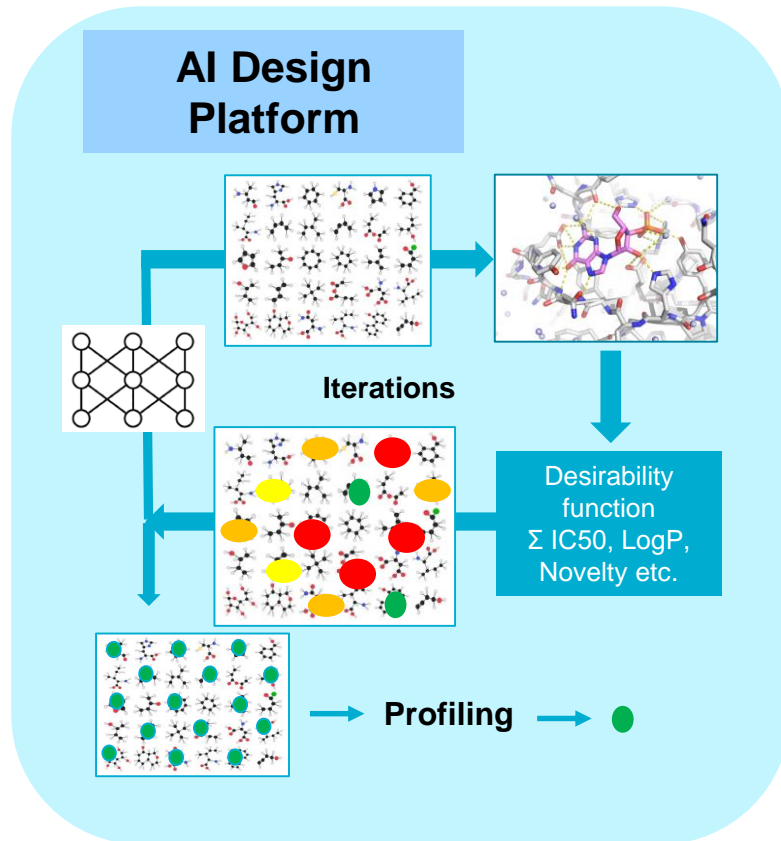 AI Design
Platform
Iterations
Desirability
function
Σ IC50, LogP,
Novelty etc.
Profiling